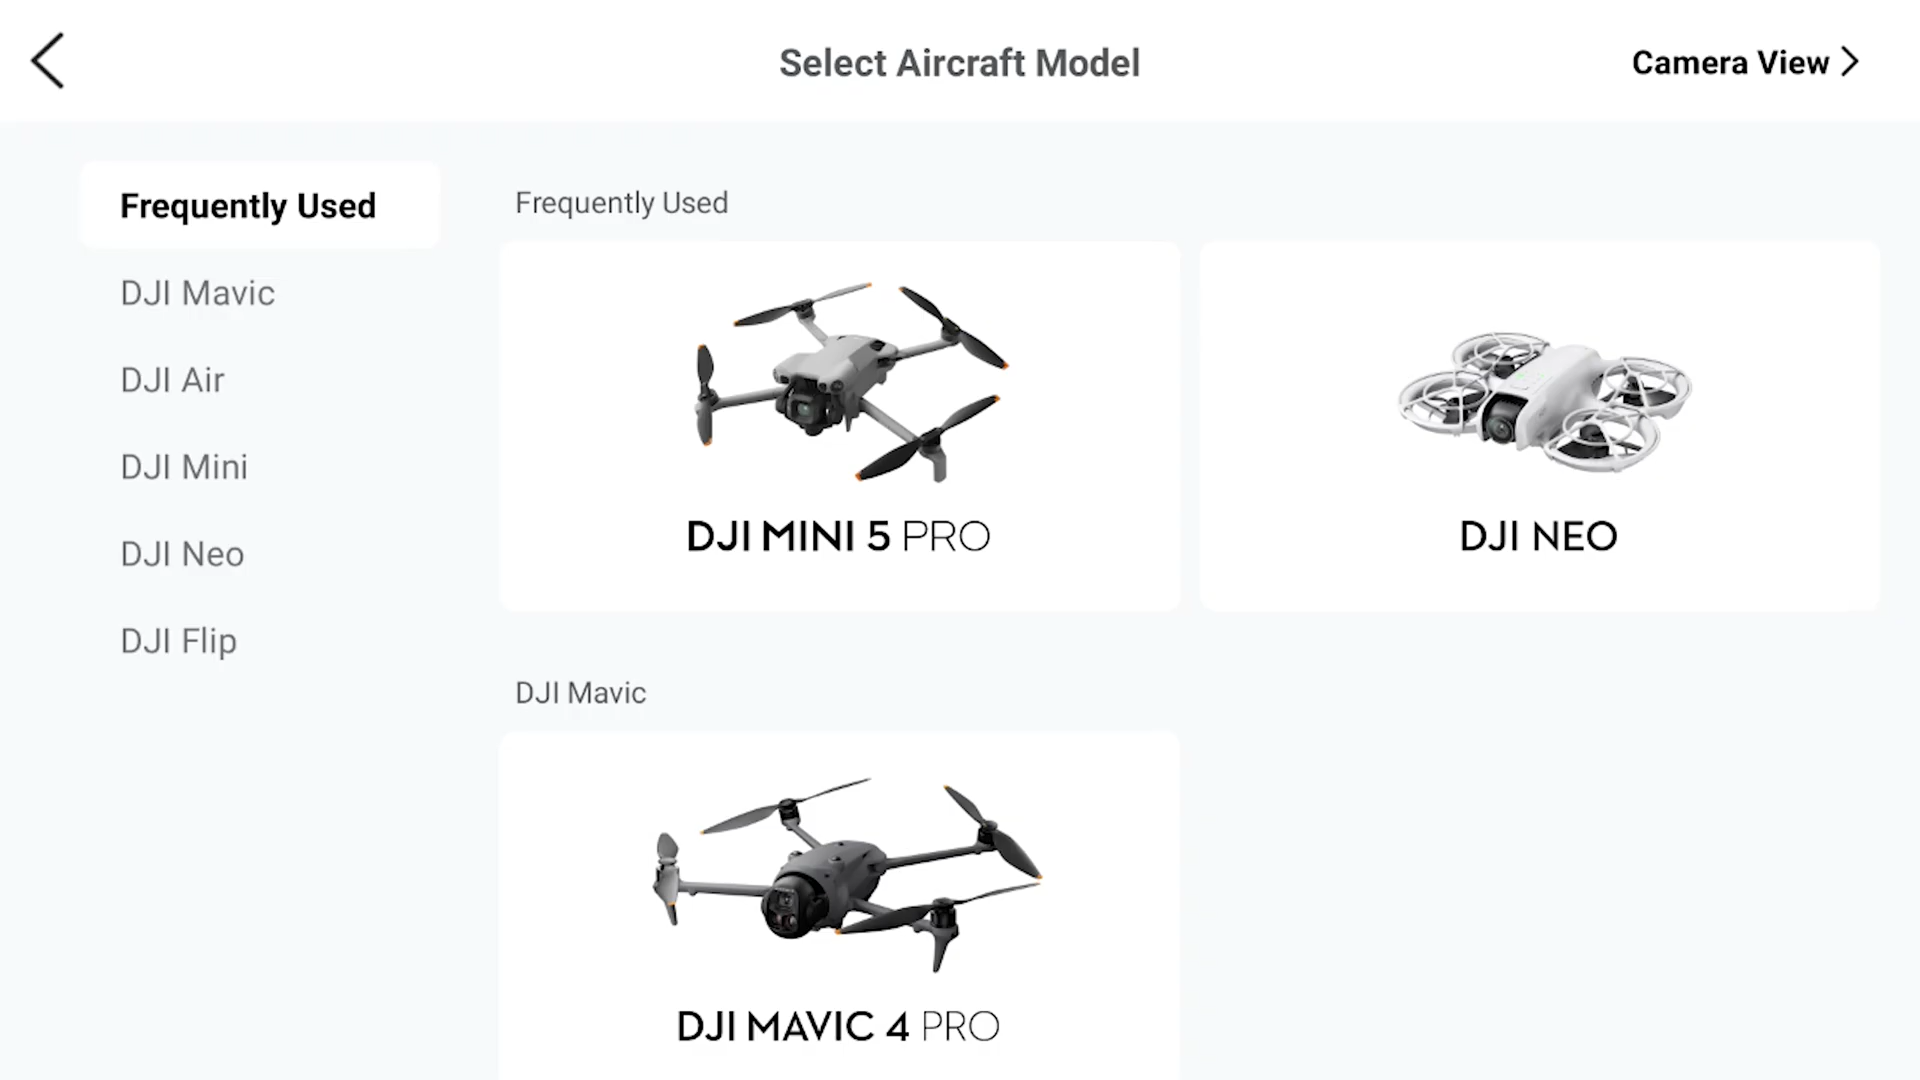 Select Aircraft Model
Camera View
Frequently Used
DJI Mavic
DJI Air
DJI Mini
DJI Neo
DJI Flip
Frequently Used
DJI MINI 5 PRO
DJI NEO
DJI Mavic
DJI MAVIC 4 PRO